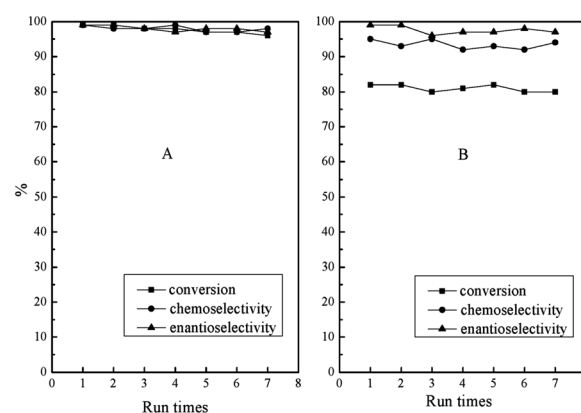 100
90
80
70
60
50
40
30
20
10
0
%
A
conversion
chemoselectivity
enantioselectivity
0 1 2 3 4 5 6 7 8
Run times
100
90
80
70
60
50
40
30
20
10
0
B
conversion
chemoselectivity
enantioselectivity
0 1 2 3 4 5 6 7
Run times